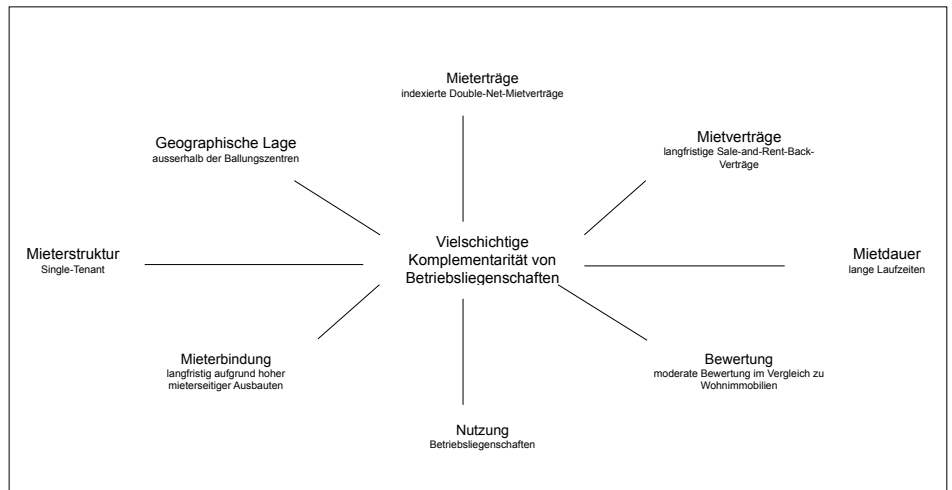 Mieterträge
indexierte Double-Net-Mietverträge
Geographische Lage
ausserhalb der Ballungszentren
Mietverträge
langfristige Sale-and-Rent-Back-
Verträge
Mieterstruktur
Single-Tenant
Vielschichtige
Komplementarität von
Betriebsliegenschaften
Mietdauer
lange Laufzeiten
Mieterbindung
langfristig aufgrund hoher
mieterseitiger Ausbauten
Bewertung
moderate Bewertung im Vergleich zu
Wohnimmobilien
Nutzung
Betriebsliegenschaften